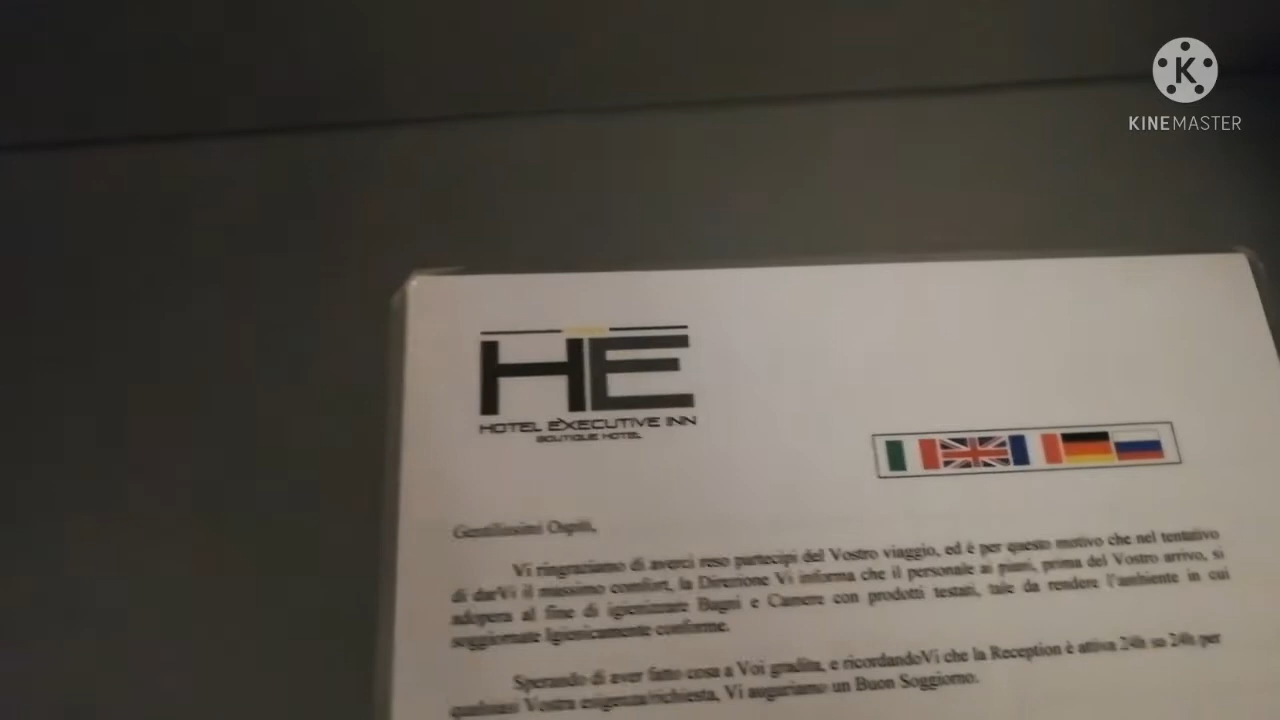 KINEMASTER
HE
HOTEL EXECUTIVE INN
BOUTIQUE HOTEL
Gentilissimi Ospiti,
Vi ringraziamo di averci reso partecipi del Vostro viaggio, ed è per questo motivo che nel tentativo
di darVi il massimo comfort, la Direzione Vi informa che il personale ai piani, prima del Vostro arrivo, si
adopera al fine di igienizzare Bagni e Camere con prodotti testati, tale da rendere l'ambiente in cui
soggiornate Igienicamente conforme.
Sperando di aver fatto cosa a Voi gradita, e ricordandoVi che la Reception è attiva 24h su 24h per
qualsiasi Vostra esigenza/richiesta, Vi auguriamo un Buon Soggiorno.